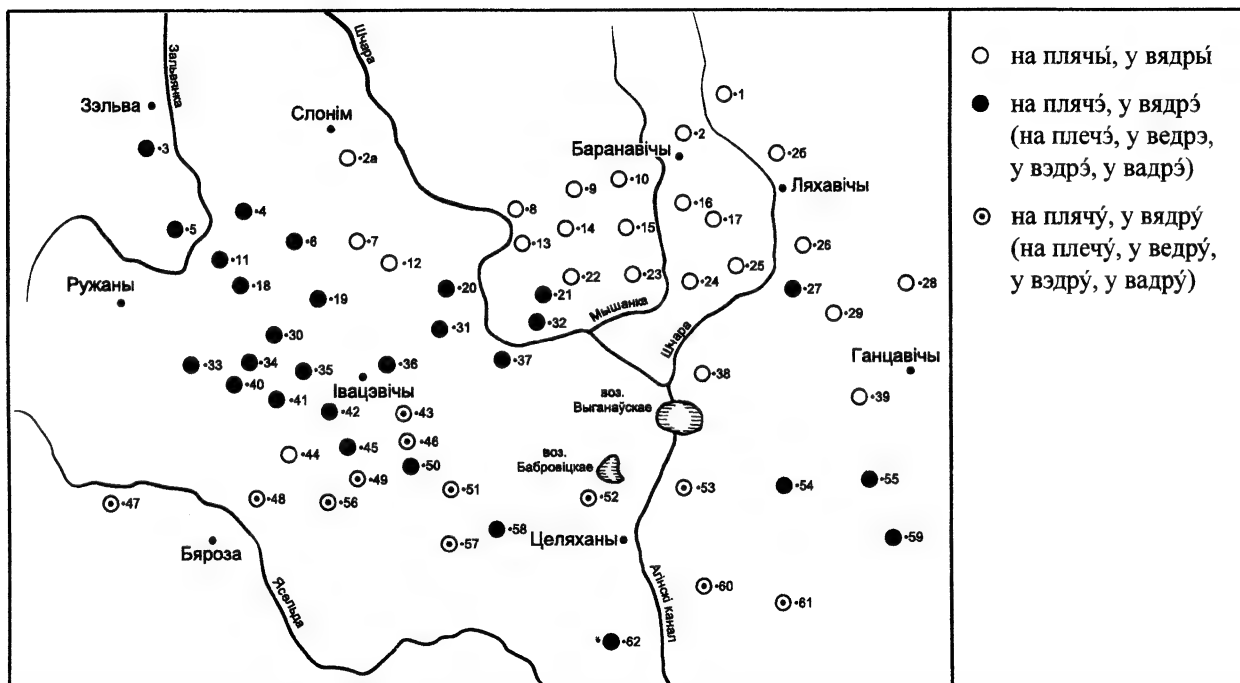 Зальвянка
Шчара
Зэльва
Слонім
Баранавічы
Ляхавічы
Ружаны
Мышанка
Шчара
Ганцавічы
Івацэвічы
воз.
Выганаўскае
воз.
Бабровіцкае
Бяроза
Целяханы
Ясельда
Агінскі канал
1
2
3
2а
2б
10
9
4
8
16
17
5
6
7
13
14
15
26
11
12
18
19
20
21
22
23
24
25
27
28
29
30
31
32
33
34
35
36
37
38
39
40
41
42
43
44
45
46
47
48
49
50
51
52
53
54
55
56
57
58
59
60
61
62
на плячы́, у вядры́
на плячэ́, у вядрэ́
(на плечэ́, у ведрэ,
у вэдрэ́, у вадрэ́)
на плячу́, у вядру́
(на плечу́, у ведру́,
у вэдру́, у вадру́)